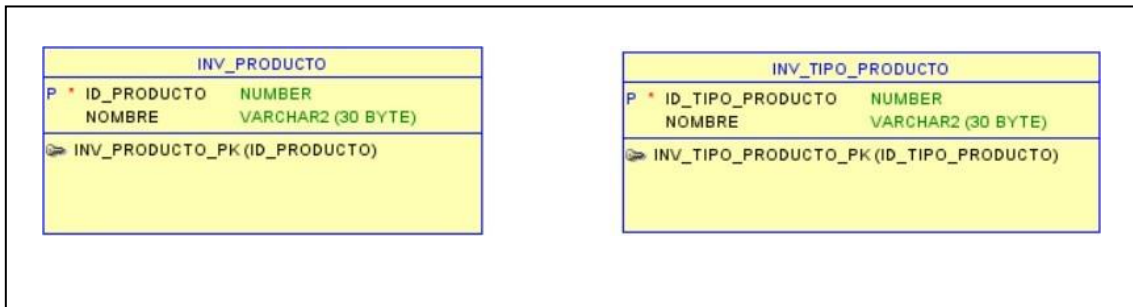 INV_PRODUCTO
P * ID_PRODUCTO NUMBER
NOMBRE VARCHAR2 (30 BYTE)
INV_PRODUCTO_PK (ID_PRODUCTO)
INV_TIPO_PRODUCTO
P * ID_TIPO_PRODUCTO NUMBER
NOMBRE VARCHAR2 (30 BYTE)
INV_TIPO_PRODUCTO_PK (ID_TIPO_PRODUCTO)